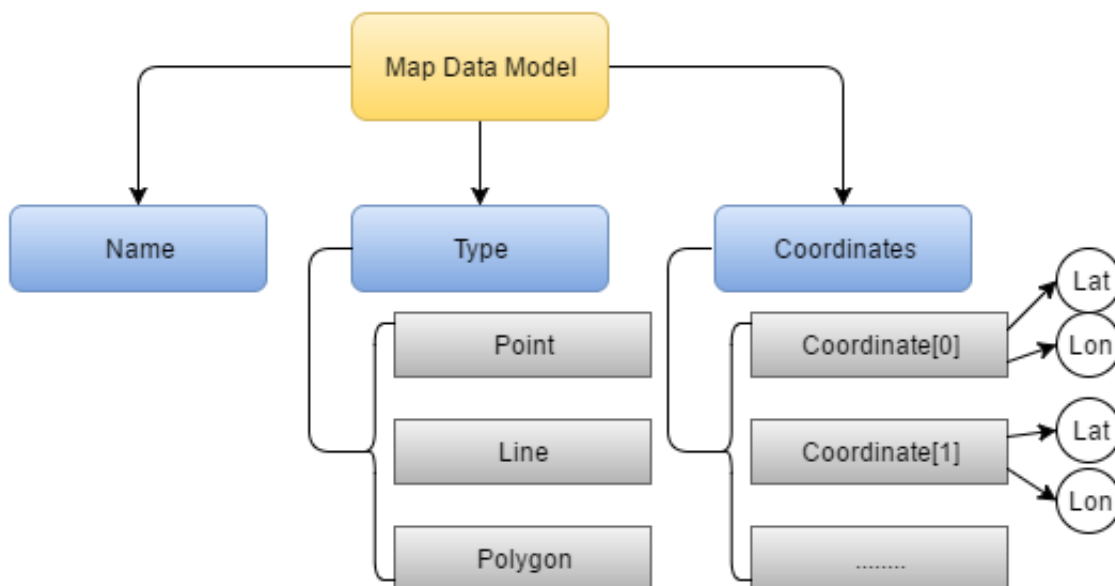 Map Data Model
Name
Type
Coordinates
Lat
Point
Coordinate[0]
Lon
Line
Coordinate[1]
Lat
Lon
Polygon
........